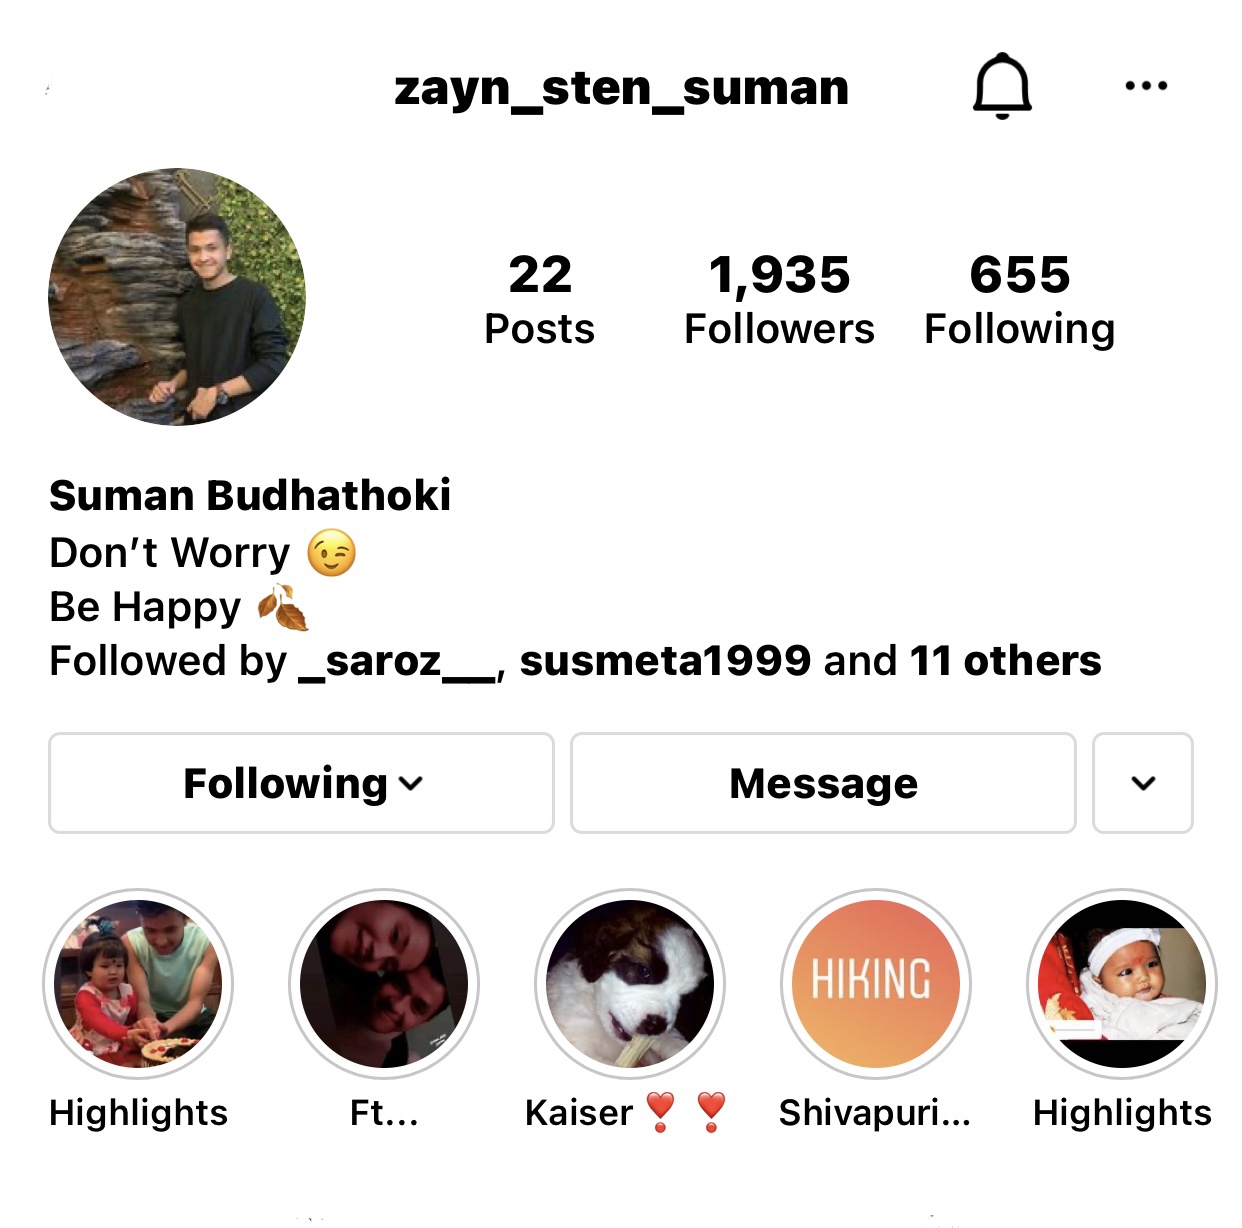 zayn_sten_suman
22 1,935 655
Posts Followers Following
Suman Budhathoki
Don’t Worry 😉
Be Happy 🍂
Followed by _saroz__, susmeta1999 and 11 others
Following Message
HIKING
Highlights Ft... Kaiser❣️❣️ Shivapuri... Highlights